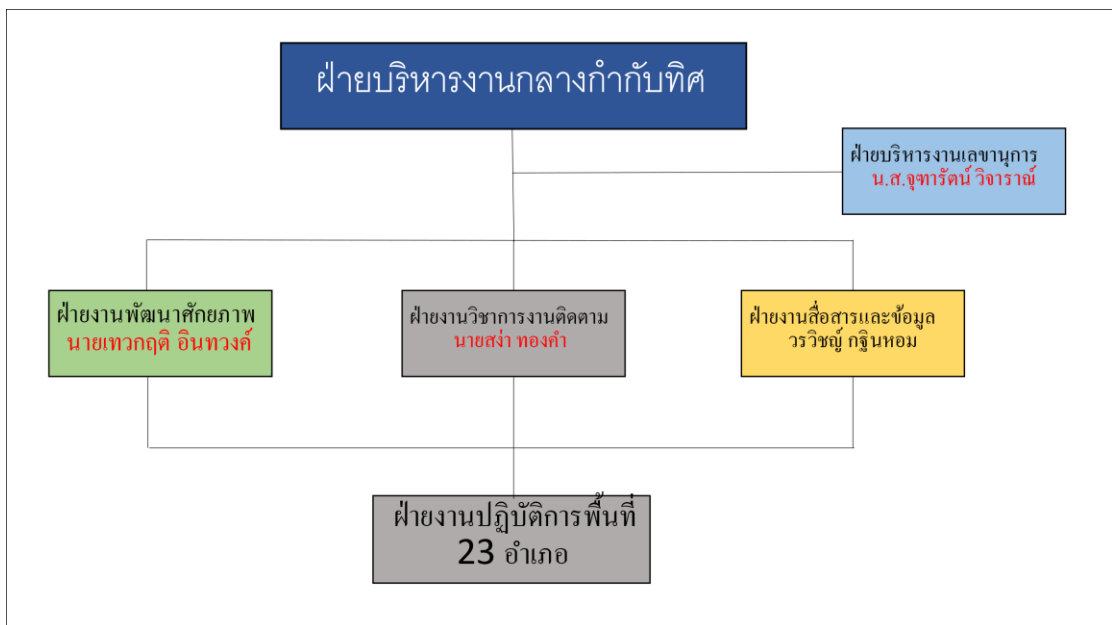 ฝ่ายบริหารงานกลางกำกับทิศ
ฝ่ายบริหารงานเลขานุการ
น.ส.จุฑารัตน์ วิจาราณ์
ฝ่ายงานพัฒนาศักยภาพ
นายเทวกฤติ อินทวงค์
ฝ่ายงานวิชาการงานติดตาม
นายสง่า ทองคำ
ฝ่ายงานสื่อสารและข้อมูล
วรวิชญ์ กฐินหอม
ฝ่ายงานปฏิบัติการพื้นที่
23 อำเภอ